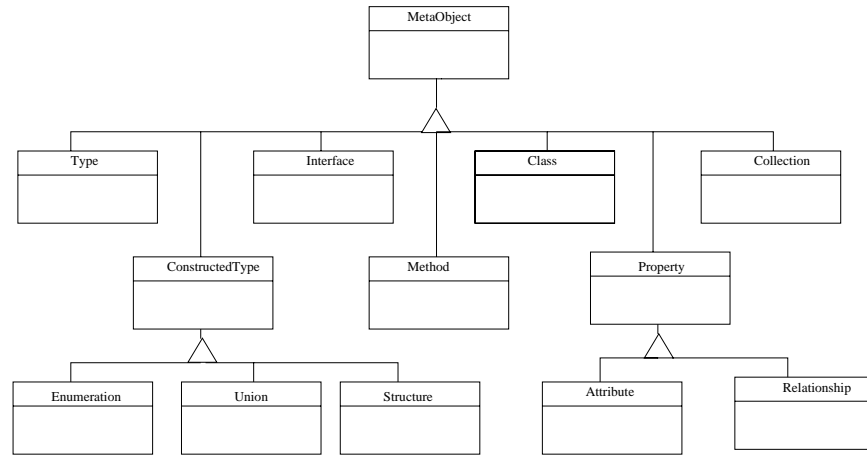 MetaObject
Type
Interface
Class
Collection
ConstructedType
Method
Property
Enumeration
Union
Structure
Attribute
Relationship